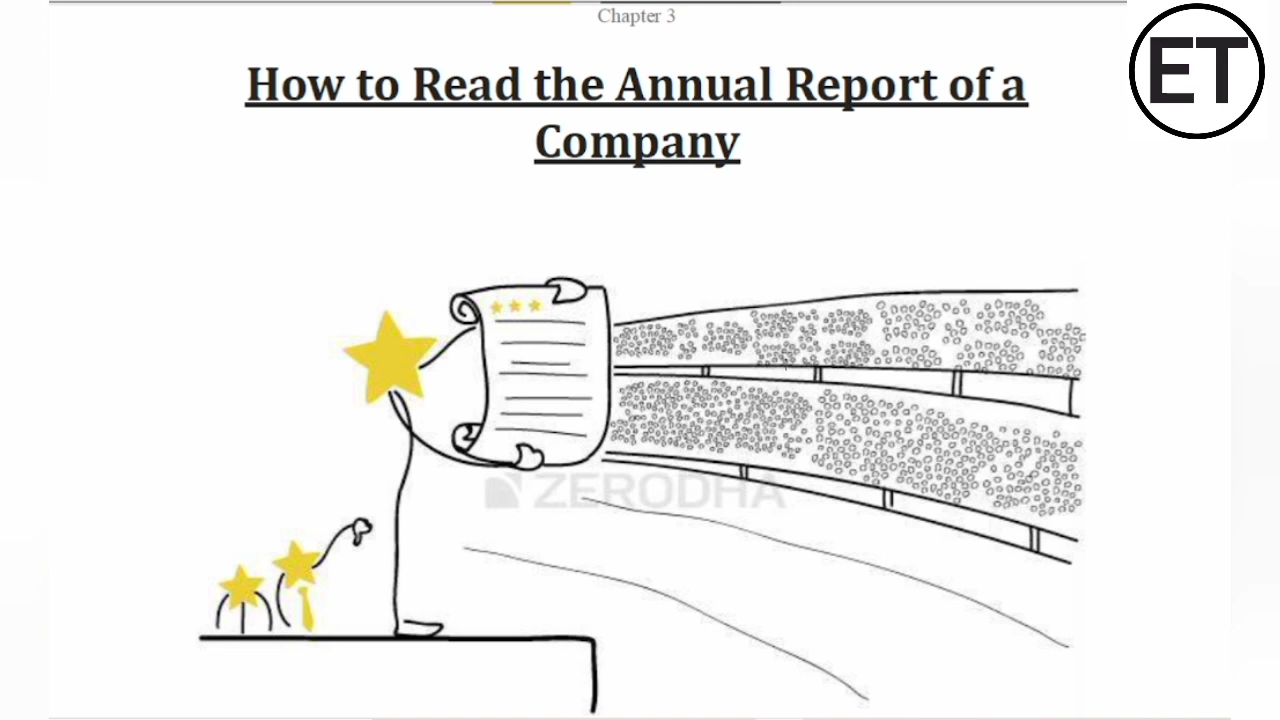 Chapter 3
ET
How to Read the Annual Report of a
Company
ZERODHA